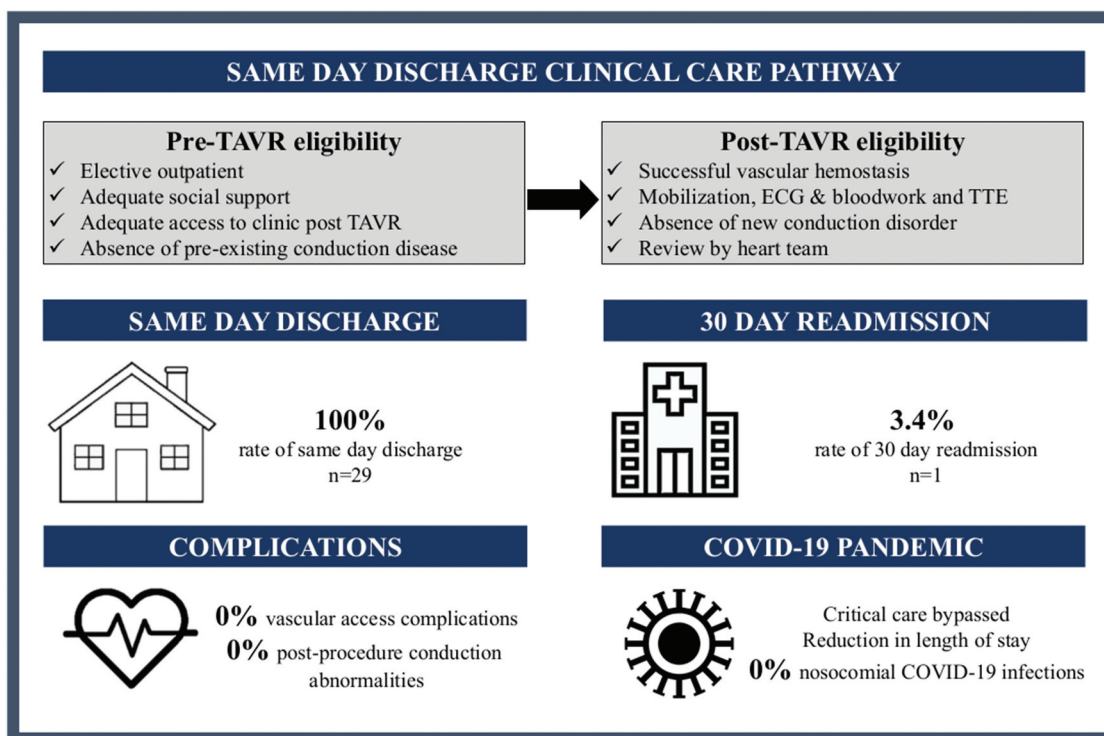 SAME DAY DISCHARGE CLINICAL CARE PATHWAY
Pre-TAVR eligibility
✓ Elective outpatient
✓ Adequate social support
✓ Adequate access to clinic post TAVR
✓ Absence of pre-existing conduction disease
Post-TAVR eligibility
✓ Successful vascular hemostasis
✓ Mobilization, ECG & bloodwork and TTE
✓ Absence of new conduction disorder
✓ Review by heart team
SAME DAY DISCHARGE
100%
rate of same day discharge
n=29
30 DAY READMISSION
3.4%
rate of 30 day readmission
n=1
COMPLICATIONS
0% vascular access complications
0% post-procedure conduction
abnormalities
COVID-19 PANDEMIC
Critical care bypassed
Reduction in length of stay
0% nosocomial COVID-19 infections